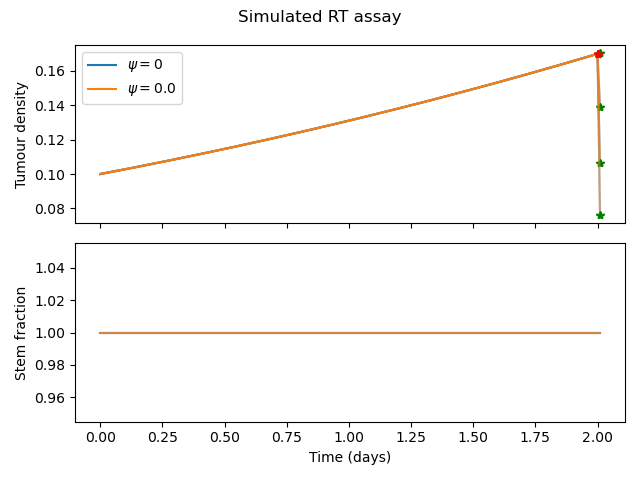 Simulated RT assay
Tumour density
0.16
0.14
0.12
0.10
0.08
ψ = 0
ψ = 0.0
Stem fraction
1.04
1.02
1.00
0.98
0.96
0.00 0.25 0.50 0.75 1.00 1.25 1.50 1.75 2.00
Time (days)